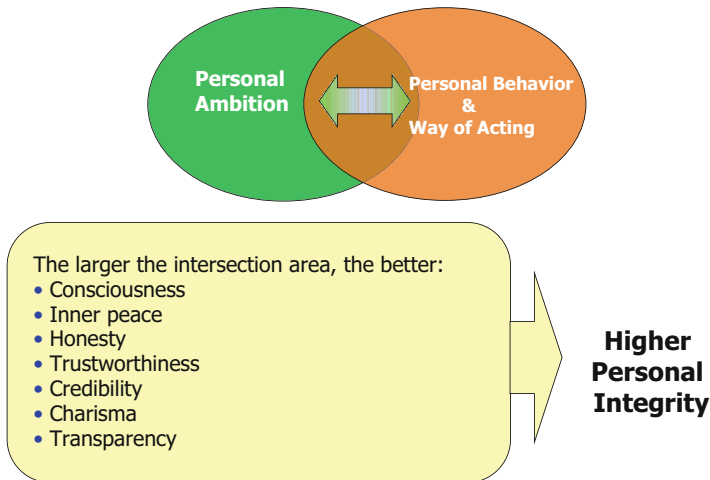 Personal
Ambition
Personal Behavior
&
Way of Acting
The larger the intersection area, the better:
• Consciousness
• Inner peace
• Honesty
• Trustworthiness
• Credibility
• Charisma
• Transparency
Higher
Personal
Integrity